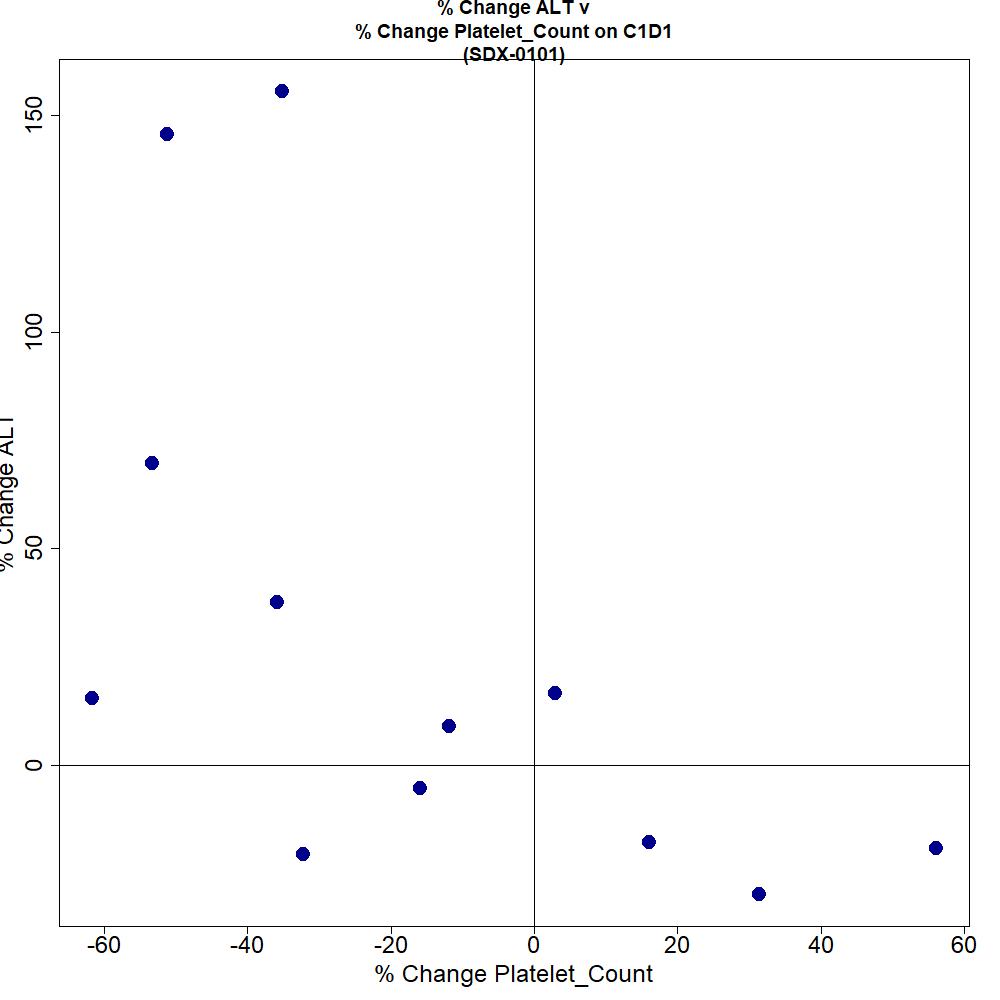 % Change ALT v
% Change Platelet_Count on C1D1
(SDX-0101)
% Change ALT
150
100
50
0
-60 -40 -20 0 20 40 60
% Change Platelet_Count